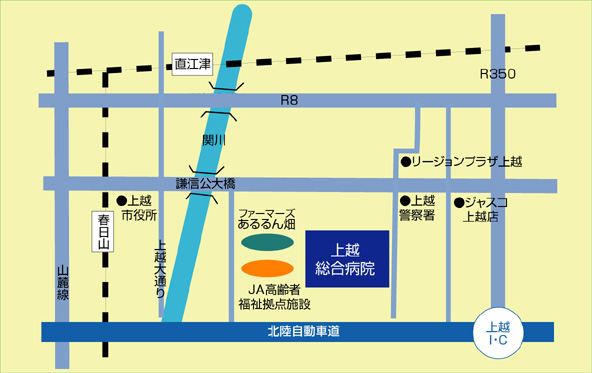 直江津
R350
R8
関川
リージョンプラザ上越
謙信公大橋
上越
市役所
上越
警察署
ジャスコ
上越店
春日山
ファーマーズ
あるるん畑
上越
総合病院
上越大通り
山麓線
JA高齢者
福祉拠点施設
北陸自動車道
上越
I・C